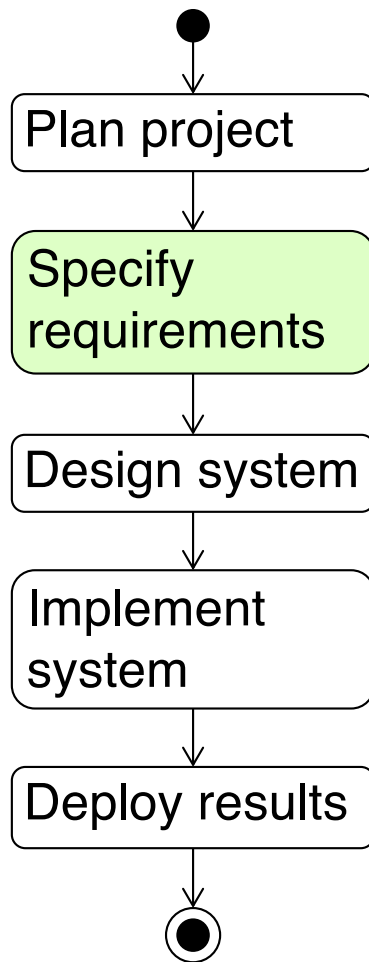 Plan project
Specify
requirements
Design system
Implement
system
Deploy results